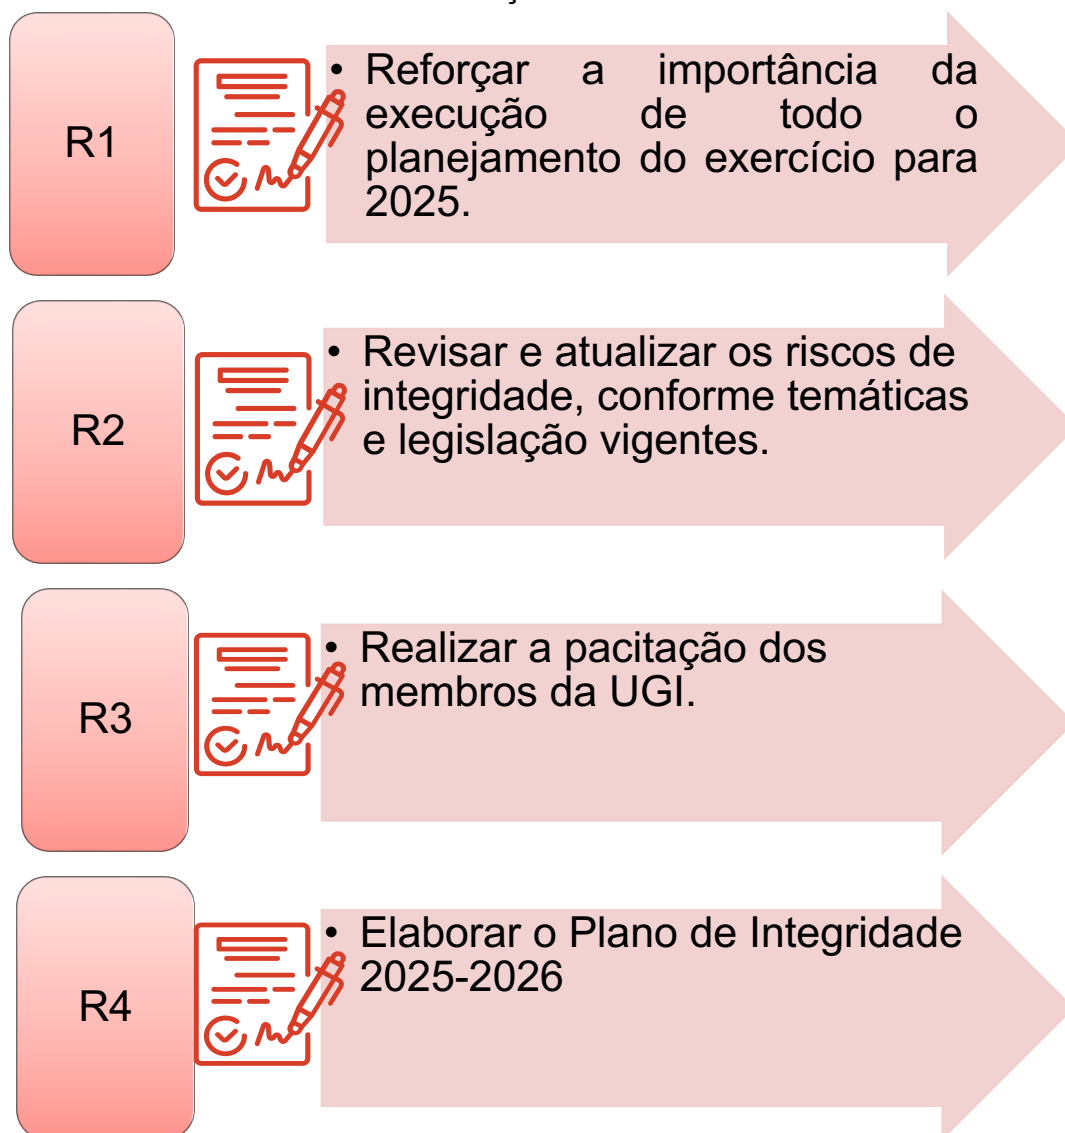 R1
• Reforçar a importância da
execução de todo o
planejamento do exercício para
2025.
R2
• Revisar e atualizar os riscos de
integridade, conforme temáticas
e legislação vigentes.
R3
• Realizar a pacitação dos
membros da UGI.
R4
• Elaborar o Plano de Integridade
2025-2026